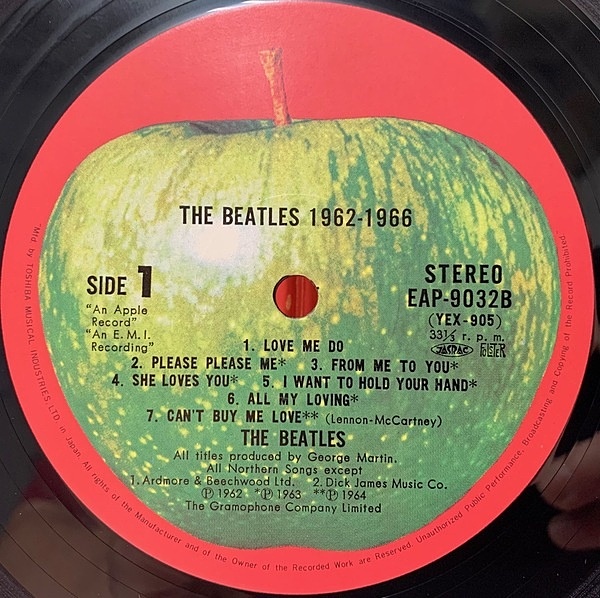 THE BEATLES 1962-1966
SIDE 1
"An Apple
Record"
"An E.M.I.
Recording"
STEREO
EAP-9032B
(YEX-905)
33⅓ r. p. m.
JASRAC POLSTER
1. LOVE ME DO
2. PLEASE PLEASE ME* 3. FROM ME TO YOU*
4. SHE LOVES YOU* 5. I WANT TO HOLD YOUR HAND*
6. ALL MY LOVING*
7. CAN'T BUY ME LOVE** (Lennon-McCartney)
THE BEATLES
All titles produced by George Martin.
All Northern Songs except
1. Ardmore & Beechwood Ltd. 2. Dick James Music Co.
Ⓟ 1962 *Ⓟ 1963 **Ⓟ 1964
The Gramophone Company Limited
Mfd by TOSHIBA MUSICAL INDUSTRIES LTD in Japan. All rights of the Manufacturer and of the Owner of the Recorded Work are Reserved. Unauthorized Public Performance, Broadcasting and Copying of the Record Prohibited.